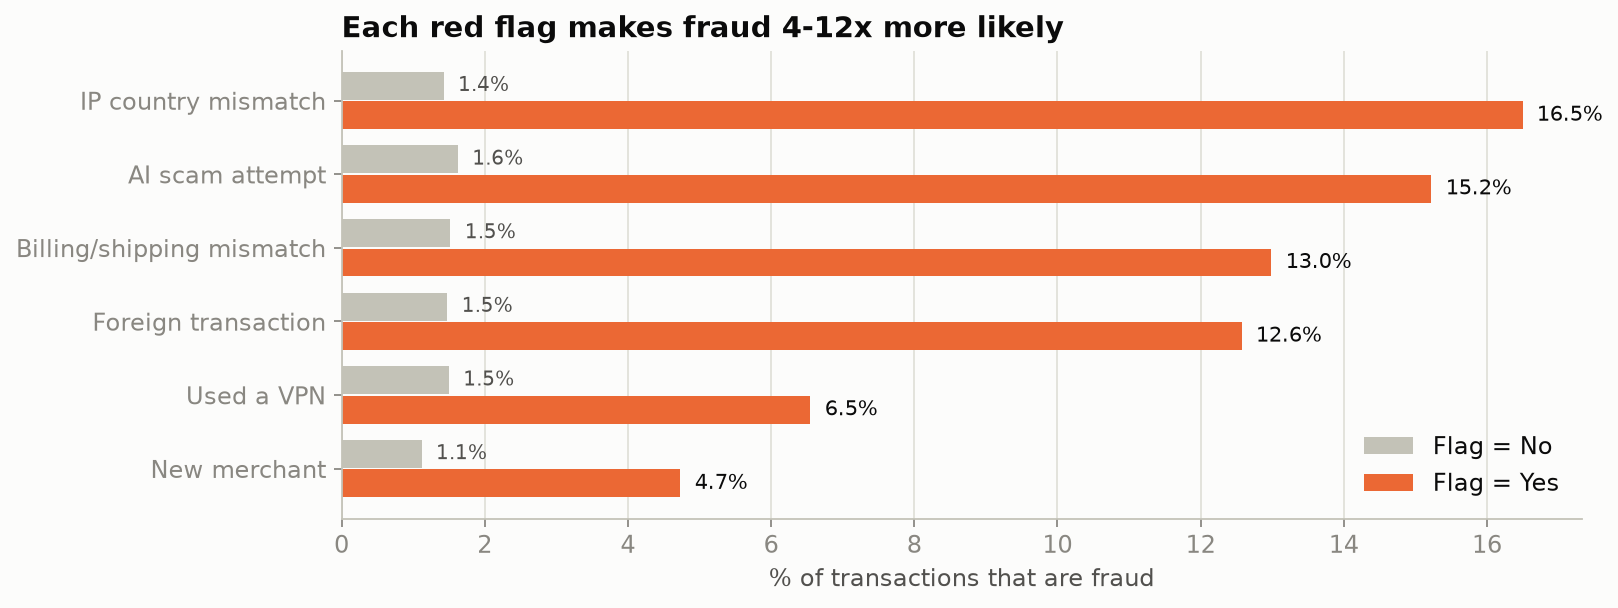 Each red flag makes fraud 4-12x more likely
IP country mismatch
1.4%
16.5%
AI scam attempt
1.6%
15.2%
Billing/shipping mismatch
1.5%
13.0%
Foreign transaction
1.5%
12.6%
Used a VPN
1.5%
6.5%
New merchant
1.1%
4.7%
Flag = No
Flag = Yes
0 2 4 6 8 10 12 14 16
% of transactions that are fraud